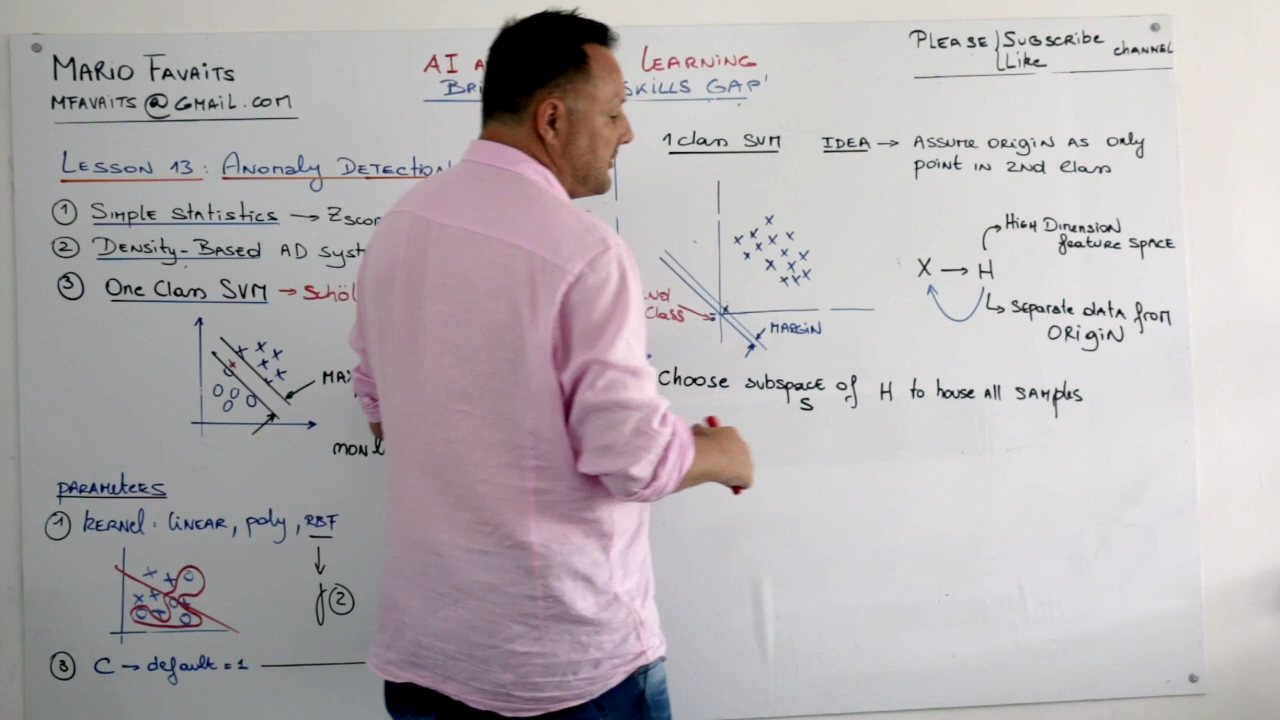 MARIO FAVAITS
MFAVAITS @ GMAIL.COM
AI A LEARNING
BRI SKILLS GAP'
PLEASE SUBSCRIBE
LIKE
CHANNEL
LESSON 13: ANOMALY DETECTION
① SIMPLE STATISTICS → ZSCOR
② DENSITY-BASED AD SYST
③ ONE CLASS SVM → SCHÖL
MA
MARGIN
PARAMETERS
① KERNEL: LINEAR, POLY, RBF
②
③ C → default = 1
1 class SVM
IDEA → ASSUME ORIGIN AS ONLY
POINT IN 2ND CLASS
HIGH DIMENSION
FEATURE SPACE
X → H
SEPARATE DATA FROM
ORIGIN
ND
CLASS
CHOOSE SUBSPACE OF H TO HOUSE ALL SAMPLES
S